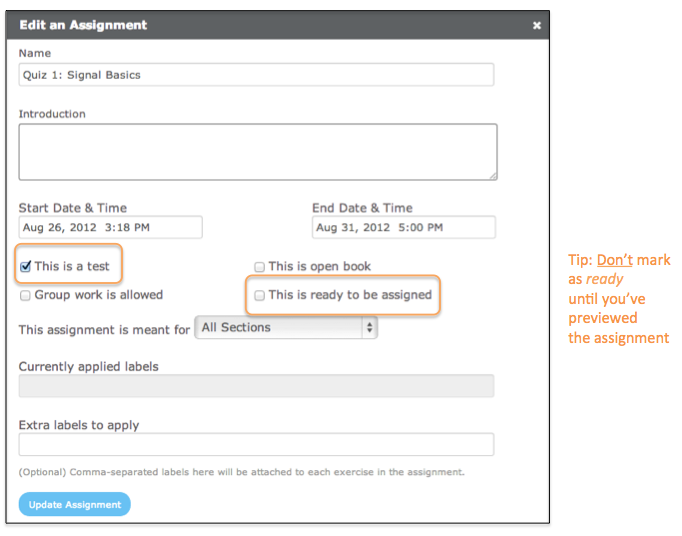 Edit an Assignment x
Name
Quiz 1: Signal Basics
Introduction
Start Date & Time End Date & Time
Aug 26, 2012 3:18 PM Aug 31, 2012 5:00 PM
This is a test This is open book
Group work is allowed This is ready to be assigned
This assignment is meant for All Sections
Currently applied labels
Extra labels to apply
(Optional) Comma-separated labels here will be attached to each exercise in the assignment.
Update Assignment
Tip: Don't mark
as ready
until you've
previewed
the assignment